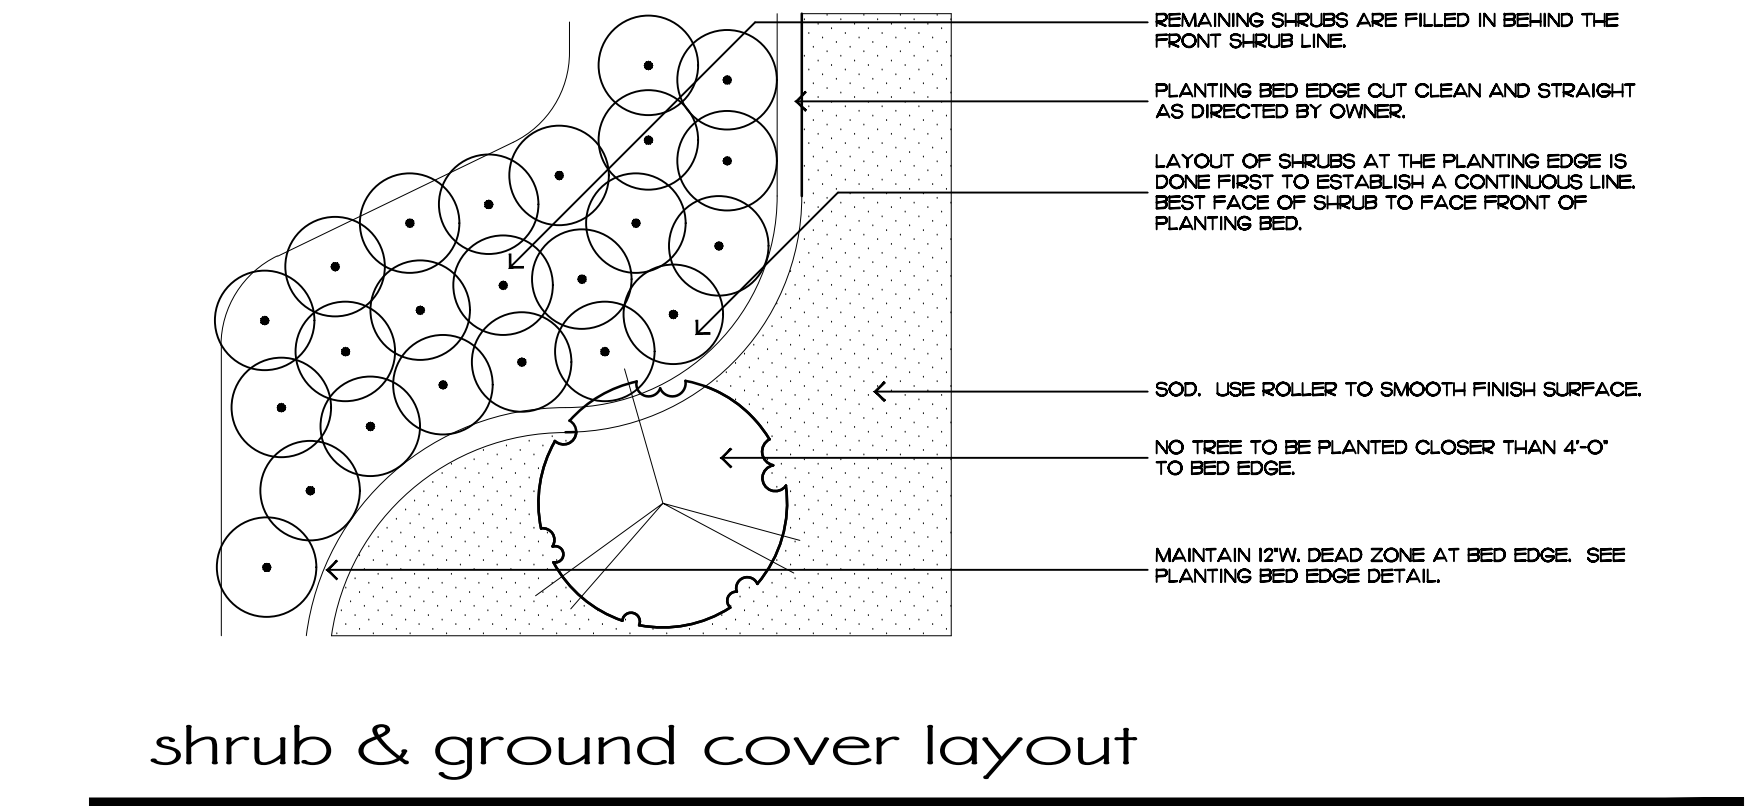 REMAINING SHRUBS ARE FILLED IN BEHIND THE
FRONT SHRUB LINE.
PLANTING BED EDGE CUT CLEAN AND STRAIGHT
AS DIRECTED BY OWNER.
LAYOUT OF SHRUBS AT THE PLANTING EDGE IS
DONE FIRST TO ESTABLISH A CONTINUOUS LINE.
BEST FACE OF SHRUB TO FACE FRONT OF
PLANTING BED.
SOD.  USE ROLLER TO SMOOTH FINISH SURFACE.
NO TREE TO BE PLANTED CLOSER THAN 4'-0"
TO BED EDGE.
MAINTAIN 12"W. DEAD ZONE AT BED EDGE.  SEE
PLANTING BED EDGE DETAIL.
shrub & ground cover layout